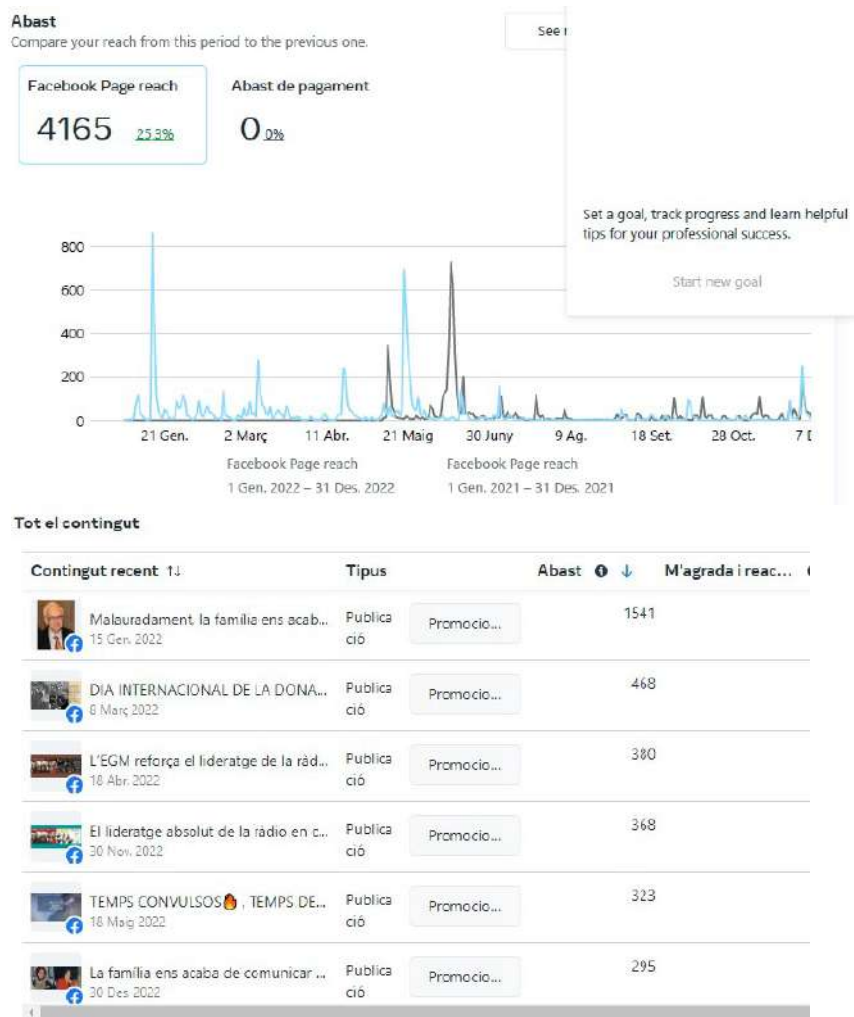 Abast
Compare your reach from this period to the previous one.
See
Facebook Page reach
Abast de pagament
4165 25.3%
0 0%
Set a goal, track progress and learn helpful
tips for your professional success.
Start new goal
800
600
400
200
0
21 Gen. 2 Març 11 Abr. 21 Maig 30 Juny 9 Ag. 18 Set. 28 Oct. 7
Facebook Page reach
1 Gen. 2022 – 31 Des. 2022
Facebook Page reach
1 Gen. 2021 – 31 Des. 2021
Tot el contingut
Contingut recent ↑↓ Tipus Abast ↓ M'agrada i reac...
Malauradament, la família ens acab...
15 Gen. 2022
Publica
ció
Promocio...
1541
DIA INTERNACIONAL DE LA DONA...
8 Març 2022
Publica
ció
Promocio...
468
L'EGM reforça el lideratge de la ràd...
18 Abr. 2022
Publica
ció
Promocio...
380
El lideratge absolut de la ràdio en c...
30 Nov. 2022
Publica
ció
Promocio...
368
TEMPS CONVULSOS🔥, TEMPS DE...
18 Maig 2022
Publica
ció
Promocio...
323
La família ens acaba de comunicar ...
30 Des 2022
Publica
ció
Promocio...
295